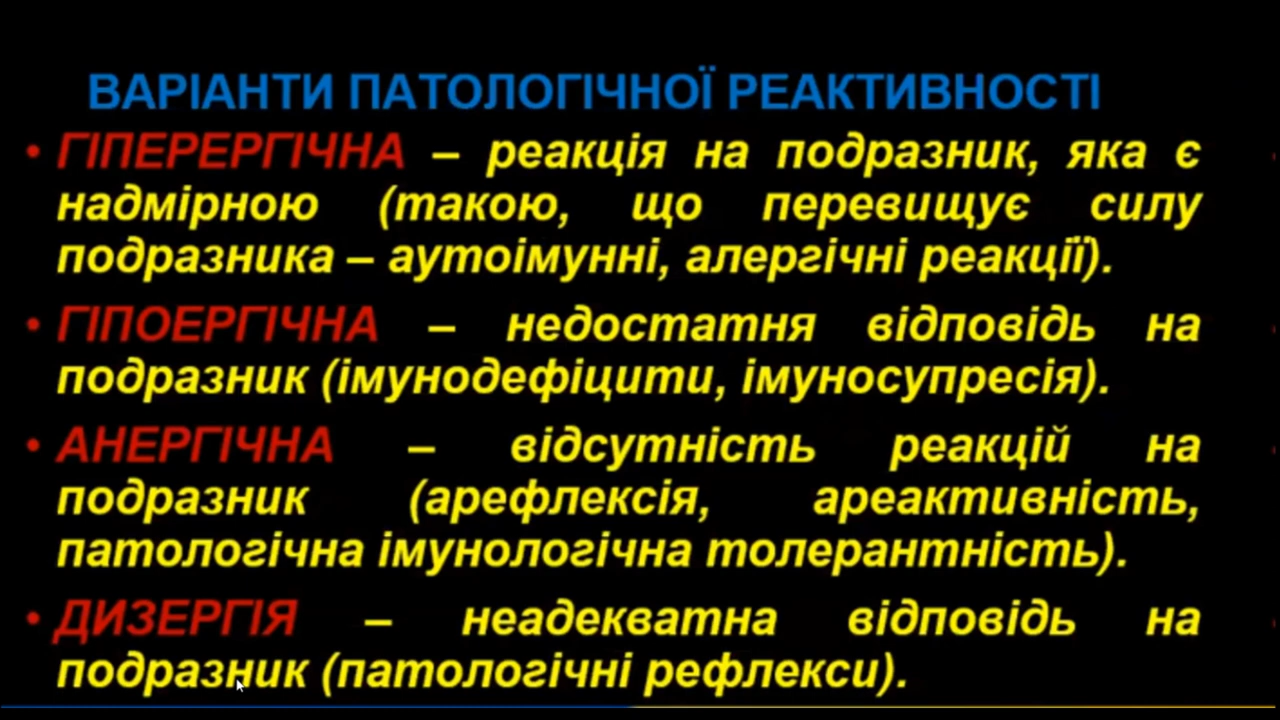 ВАРІАНТИ ПАТОЛОГІЧНОЇ РЕАКТИВНОСТІ
• ГІПЕРЕРГІЧНА – реакція на подразник, яка є
надмірною (такою, що перевищує силу
подразника – аутоімунні, алергічні реакції).
• ГІПОЕРГІЧНА – недостатня відповідь на
подразник (імунодефіцити, імуносупресія).
• АНЕРГІЧНА – відсутність реакцій на
подразник (арефлексія, ареактивність,
патологічна імунологічна толерантність).
• ДИЗЕРГІЯ – неадекватна відповідь на
подразник (патологічні рефлекси).